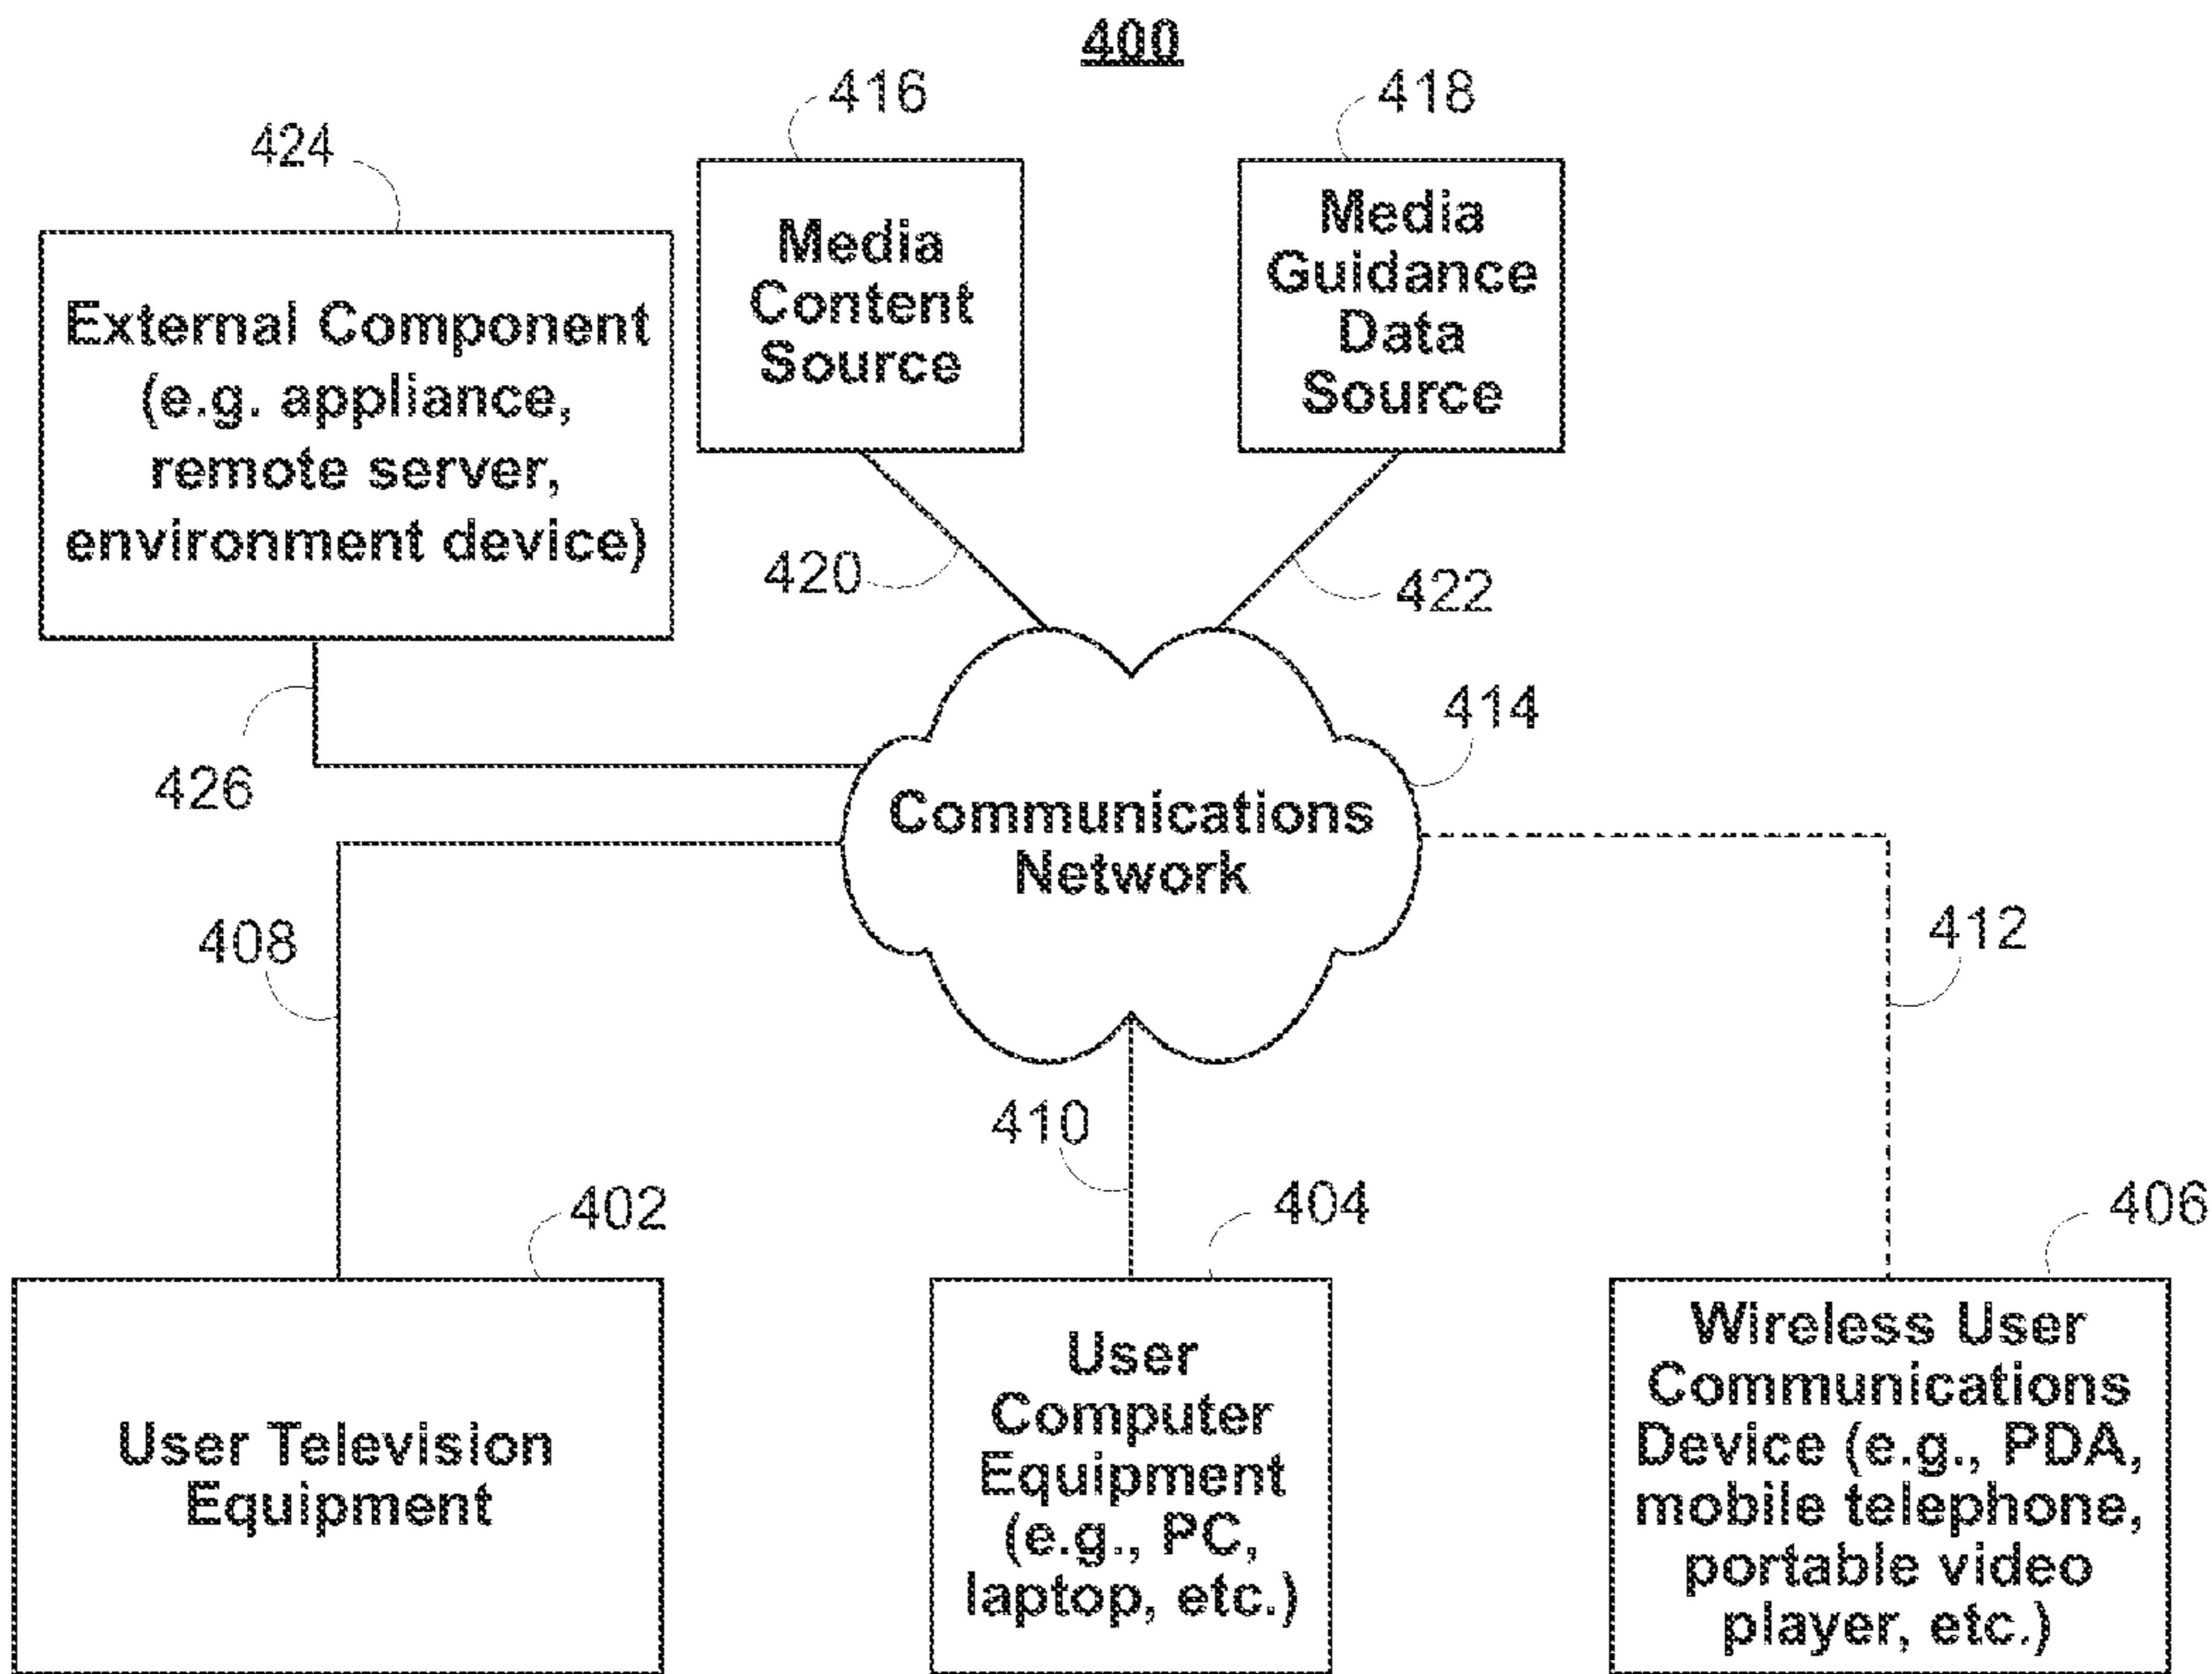 400
416
418
424
Media
Content
Source
Media
Guidance
Data
Source
External Component
(e.g. appliance,
remote server,
environment device)
420
422
426
414
Communications
Network
408
412
410
402
404
406
User Television
Equipment
User
Computer
Equipment
(e.g., PC,
laptop, etc.)
Wireless User
Communications
Device (e.g., PDA,
mobile telephone,
portable video
player, etc.)